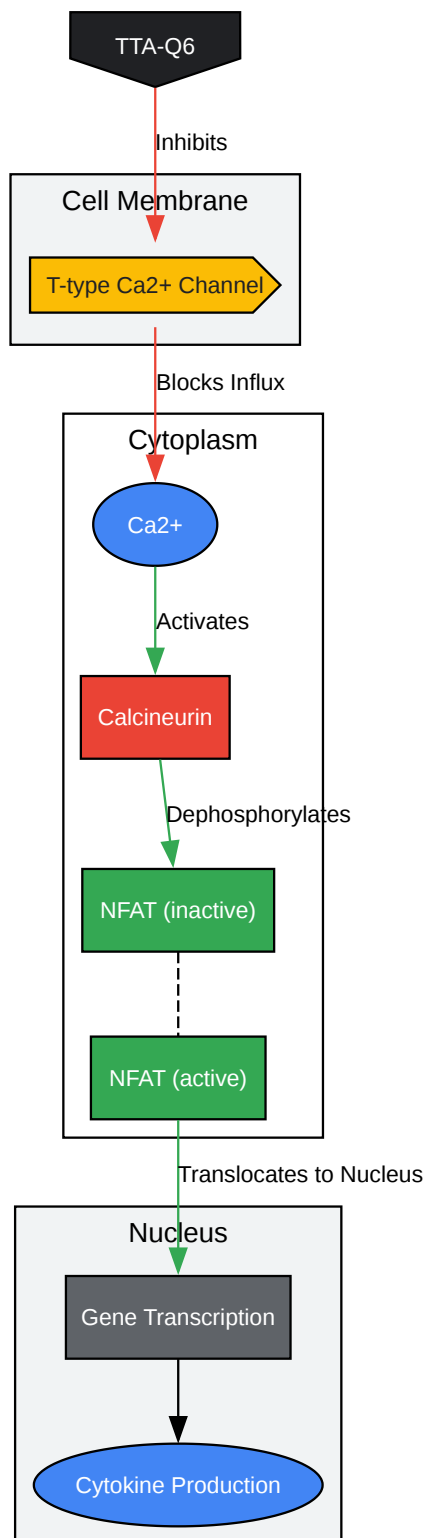 TTA-Q6
Inhibits
Cell Membrane
T-type Ca2+ Channel
Blocks Influx
Cytoplasm
Ca2+
Activates
Calcineurin
Dephosphorylates
NFAT (inactive)
NFAT (active)
Translocates to Nucleus
Nucleus
Gene Transcription
Cytokine Production